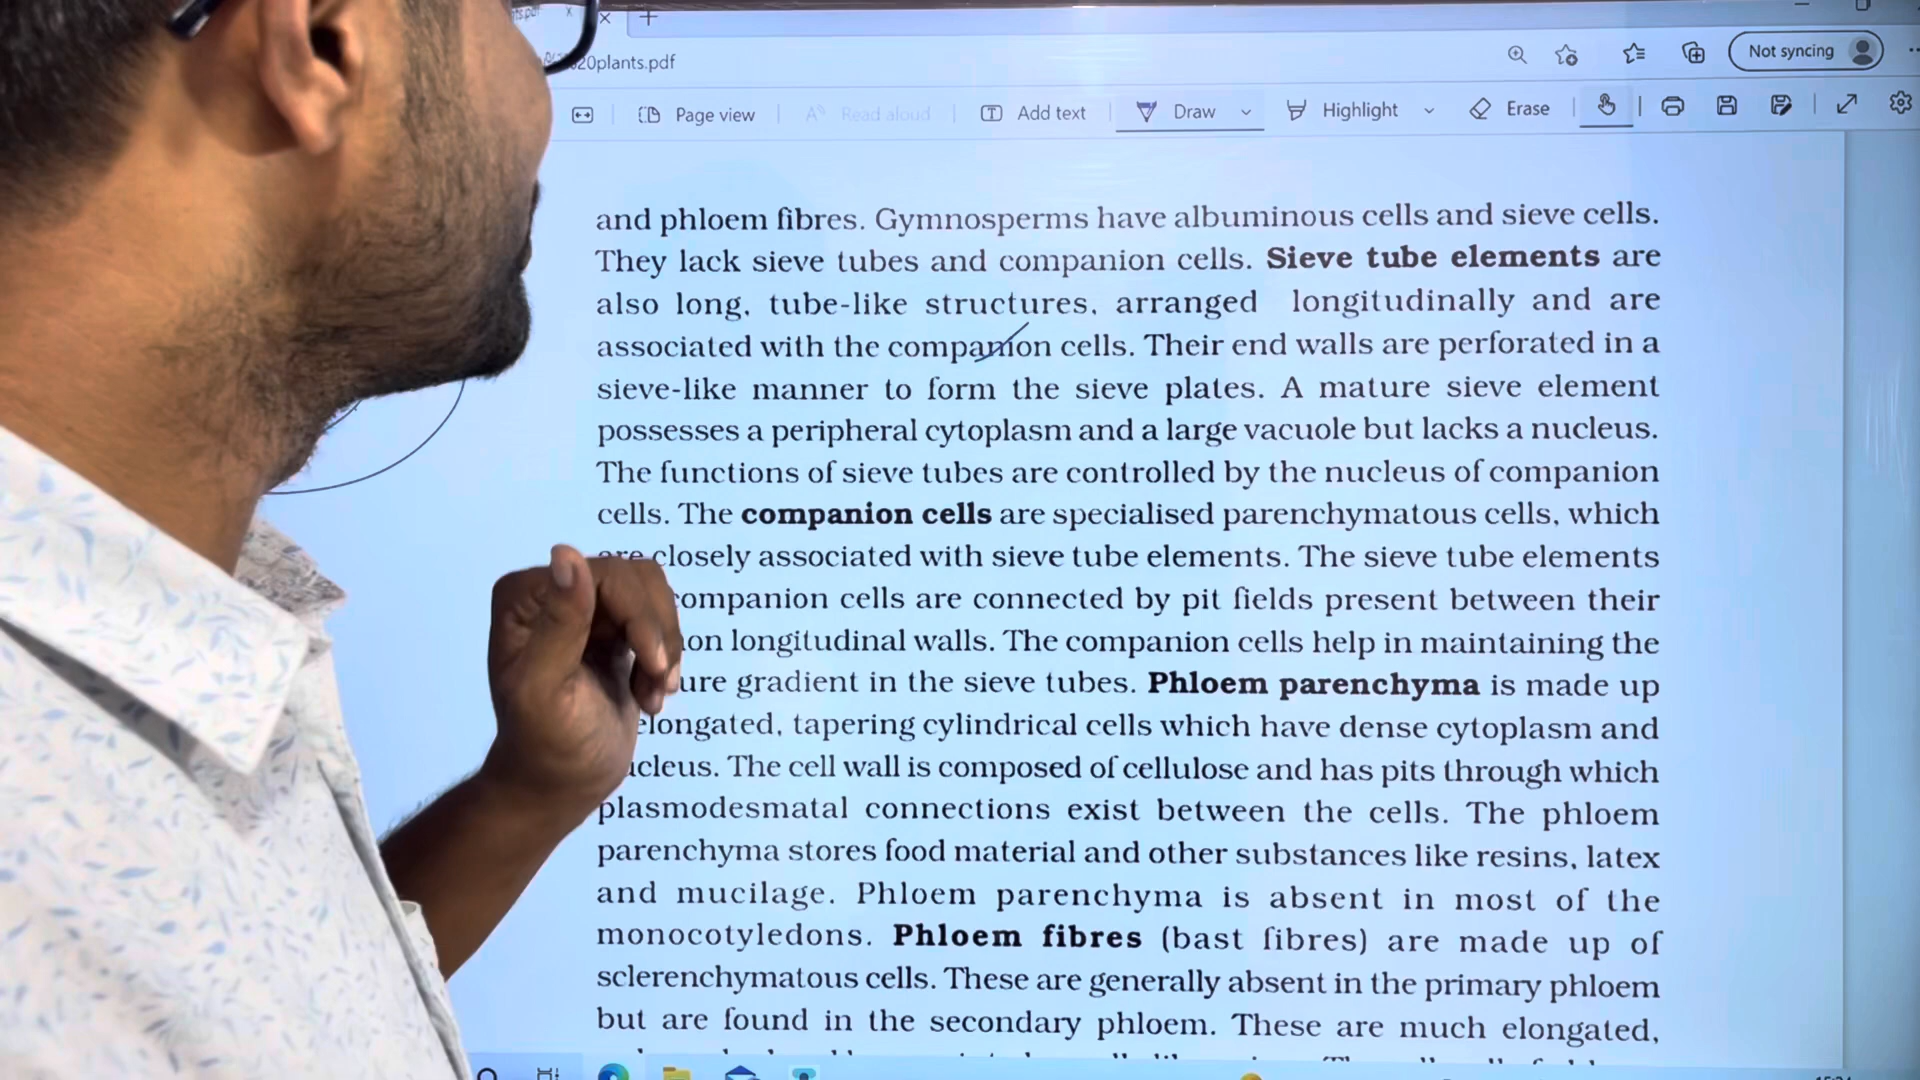 20plants.pdf
Not syncing
Page view
Read aloud
Add text
Draw
Highlight
Erase
and phloem fibres. Gymnosperms have albuminous cells and sieve cells.
They lack sieve tubes and companion cells. Sieve tube elements are
also long, tube-like structures, arranged longitudinally and are
associated with the companion cells. Their end walls are perforated in a
sieve-like manner to form the sieve plates. A mature sieve element
possesses a peripheral cytoplasm and a large vacuole but lacks a nucleus.
The functions of sieve tubes are controlled by the nucleus of companion
cells. The companion cells are specialised parenchymatous cells, which
are closely associated with sieve tube elements. The sieve tube elements
companion cells are connected by pit fields present between their
longitudinal walls. The companion cells help in maintaining the
gradient in the sieve tubes. Phloem parenchyma is made up
elongated, tapering cylindrical cells which have dense cytoplasm and
nucleus. The cell wall is composed of cellulose and has pits through which
plasmodesmatal connections exist between the cells. The phloem
parenchyma stores food material and other substances like resins, latex
and mucilage. Phloem parenchyma is absent in most of the
monocotyledons. Phloem fibres (bast fibres) are made up of
sclerenchymatous cells. These are generally absent in the primary phloem
but are found in the secondary phloem. These are much elongated,